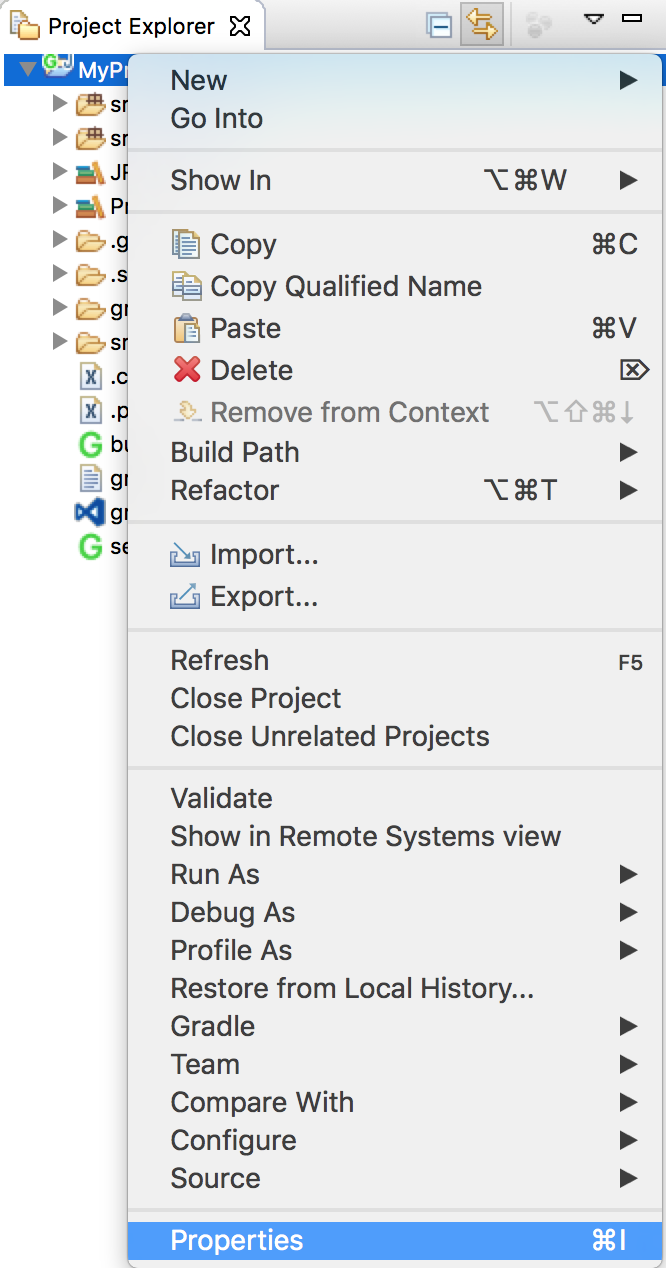 Project Explorer
MyPr
New
sr
Go Into
sr
Show In ⌥⌘W
.g
Copy ⌘C
.s
Copy Qualified Name
gr
Paste ⌘V
sr
Delete ⌦
.c
Remove from Context ⌥⇧⌘↓
.p
Build Path
bu
Refactor ⌥⌘T
gr
gr
se
Import...
Export...
Refresh F5
Close Project
Close Unrelated Projects
Validate
Show in Remote Systems view
Run As
Debug As
Profile As
Restore from Local History...
Gradle
Team
Compare With
Configure
Source
Properties ⌘I